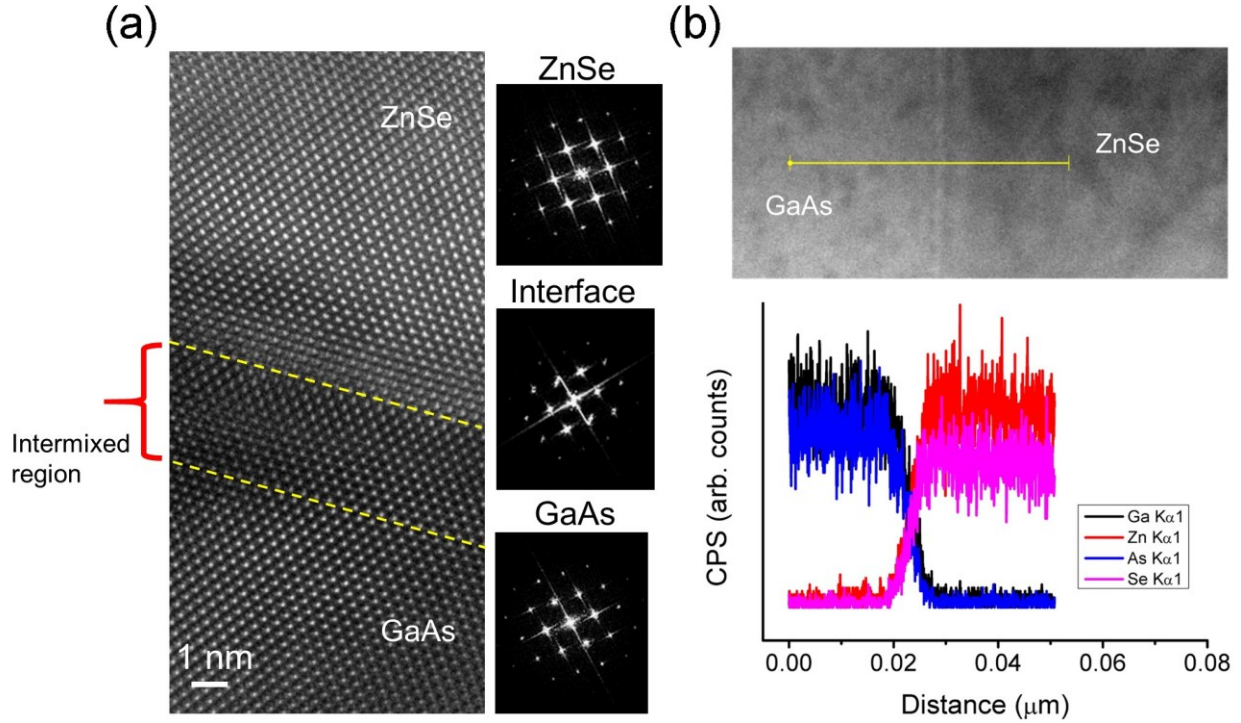 (a)
ZnSe
GaAs
1 nm
Intermixed
region
ZnSe
Interface
GaAs
(b)
ZnSe
GaAs
CPS (arb. counts)
Ga Kα1
Zn Kα1
As Kα1
Se Kα1
0.00 0.02 0.04 0.06 0.08
Distance (μm)